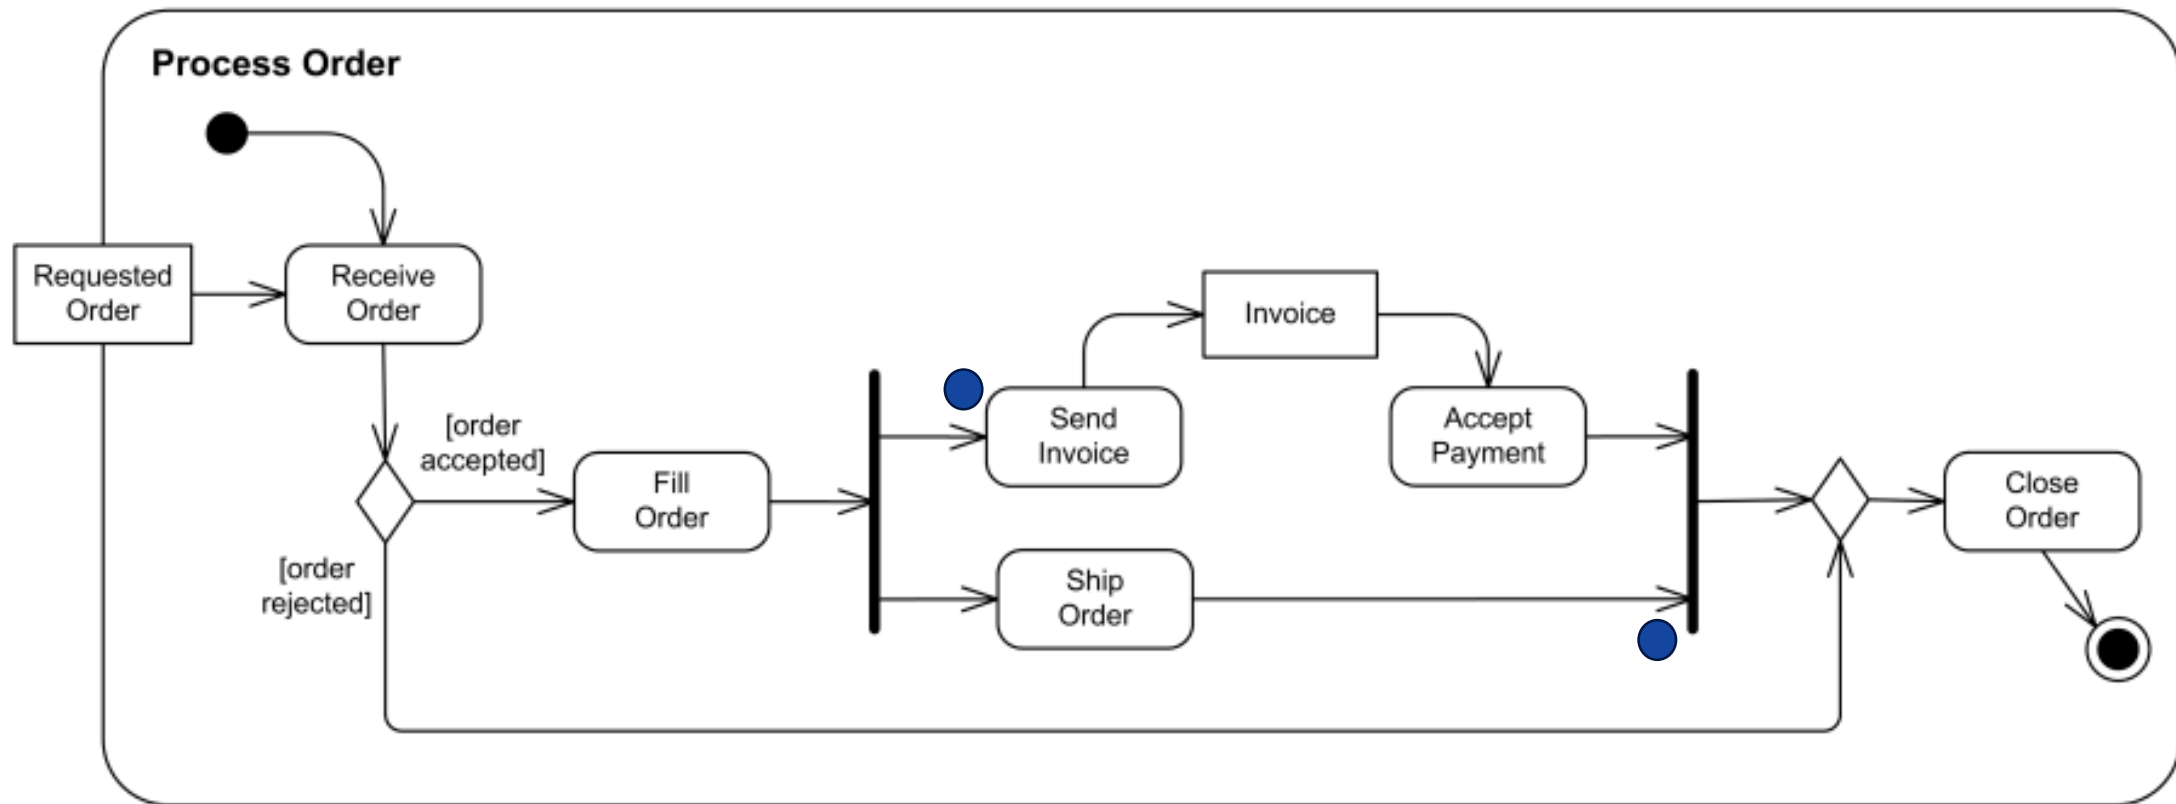 Process Order
Requested
Order
Receive
Order
[order
accepted]
[order
rejected]
Fill
Order
Send
Invoice
Invoice
Accept
Payment
Ship
Order
Close
Order